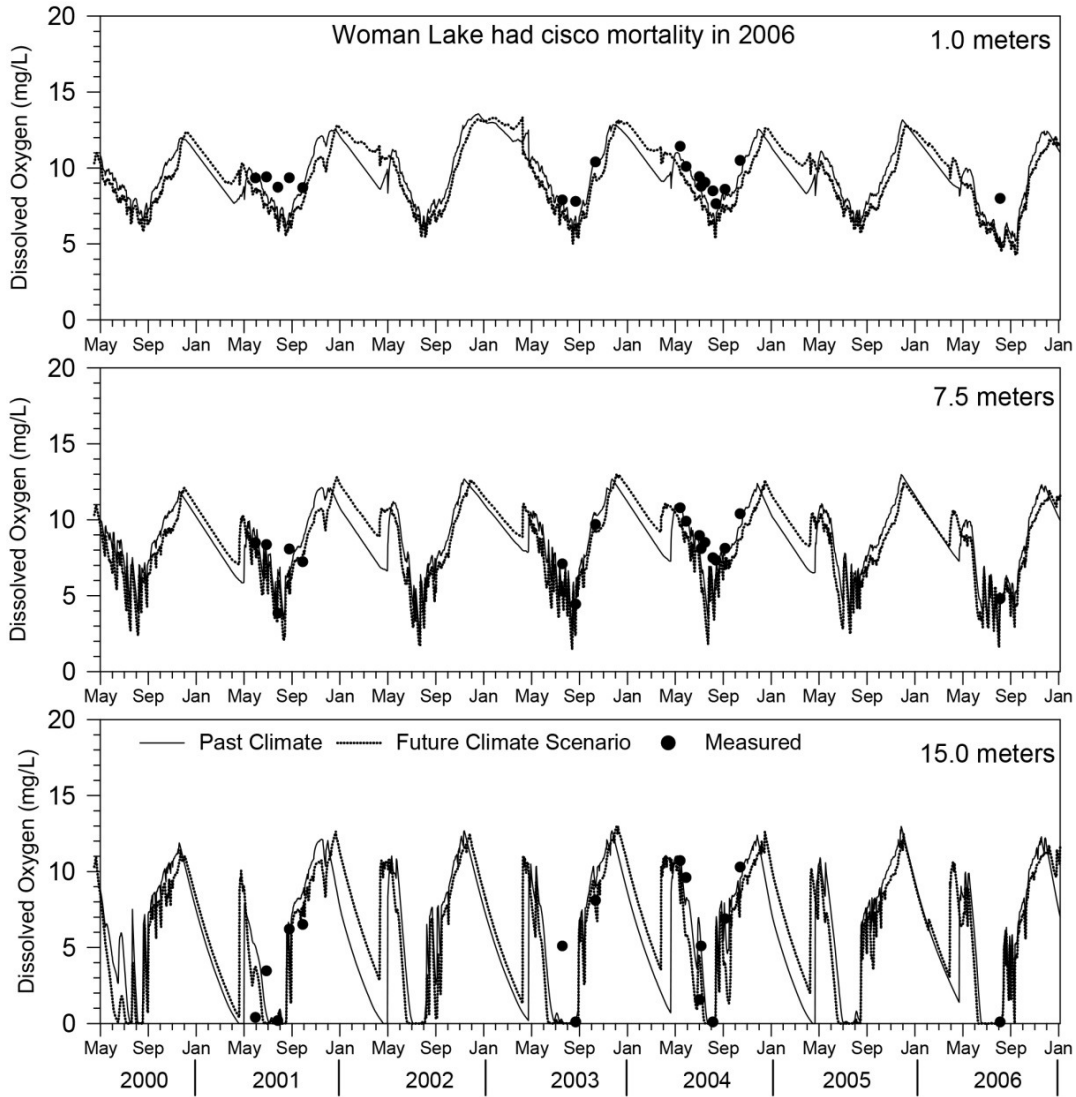 Woman Lake had cisco mortality in 2006
1.0 meters
Dissolved Oxygen (mg/L)
20
15
10
5
0
May Sep Jan May Sep Jan May Sep Jan May Sep Jan May Sep Jan May Sep Jan May Sep Jan
7.5 meters
Dissolved Oxygen (mg/L)
20
15
10
5
0
May Sep Jan May Sep Jan May Sep Jan May Sep Jan May Sep Jan May Sep Jan May Sep Jan
Past Climate Future Climate Scenario Measured
15.0 meters
Dissolved Oxygen (mg/L)
20
15
10
5
0
May Sep Jan May Sep Jan May Sep Jan May Sep Jan May Sep Jan May Sep Jan May Sep Jan
2000 2001 2002 2003 2004 2005 2006